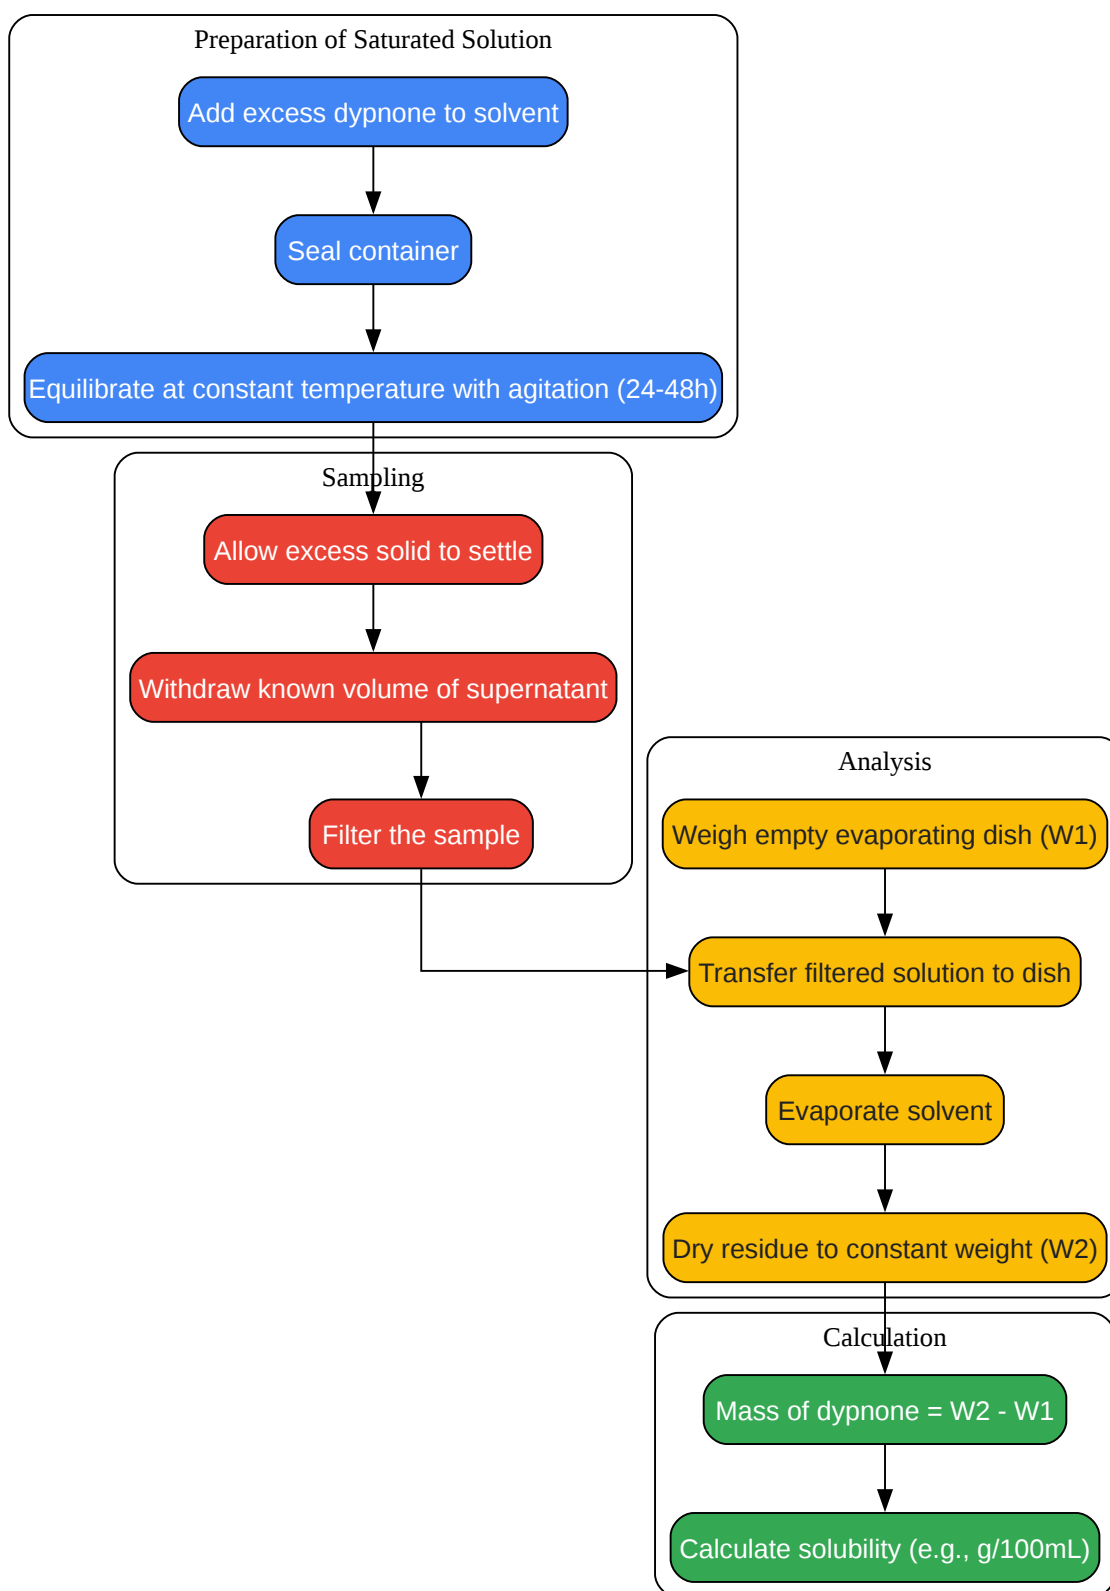 Preparation of Saturated Solution
Add excess dypnone to solvent
Seal container
Equilibrate at constant temperature with agitation (24-48h)
Sampling
Allow excess solid to settle
Withdraw known volume of supernatant
Filter the sample
Analysis
Weigh empty evaporating dish (W1)
Transfer filtered solution to dish
Evaporate solvent
Dry residue to constant weight (W2)
Calculation
Mass of dypnone = W2 - W1
Calculate solubility (e.g., g/100mL)